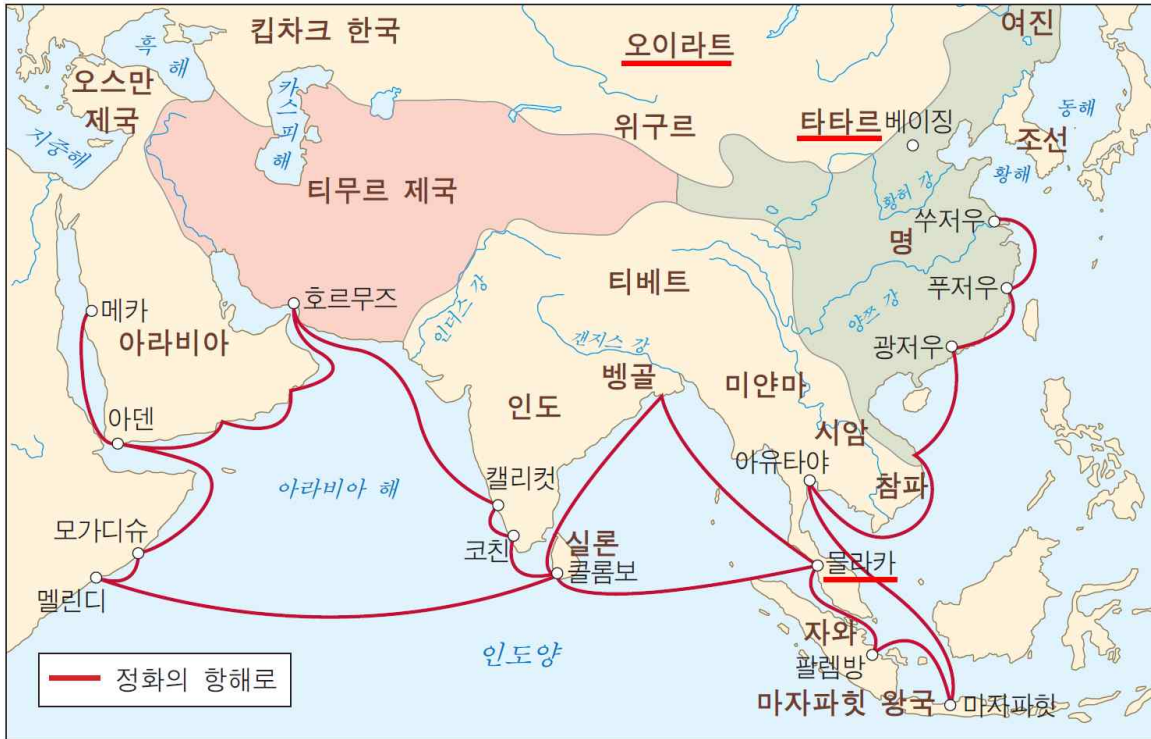 킵차크 한국
오이라트
여진
흑해
오스만
제국
카스피해
위구르
타타르
베이징
동해
조선
지중해
황해
티무르 제국
황허 강
쑤저우
명
티베트
푸저우
호르무즈
인더스 강
양쯔 강
메카
아라비아
갠지스 강
광저우
벵골
미얀마
인도
아덴
시암
아유타야
캘리컷
참파
아라비아 해
모가디슈
코친
실론
콜롬보
믈라카
멜린디
자와
인도양
팔렘방
정화의 항해로
마자파힛 왕국
마자파힛